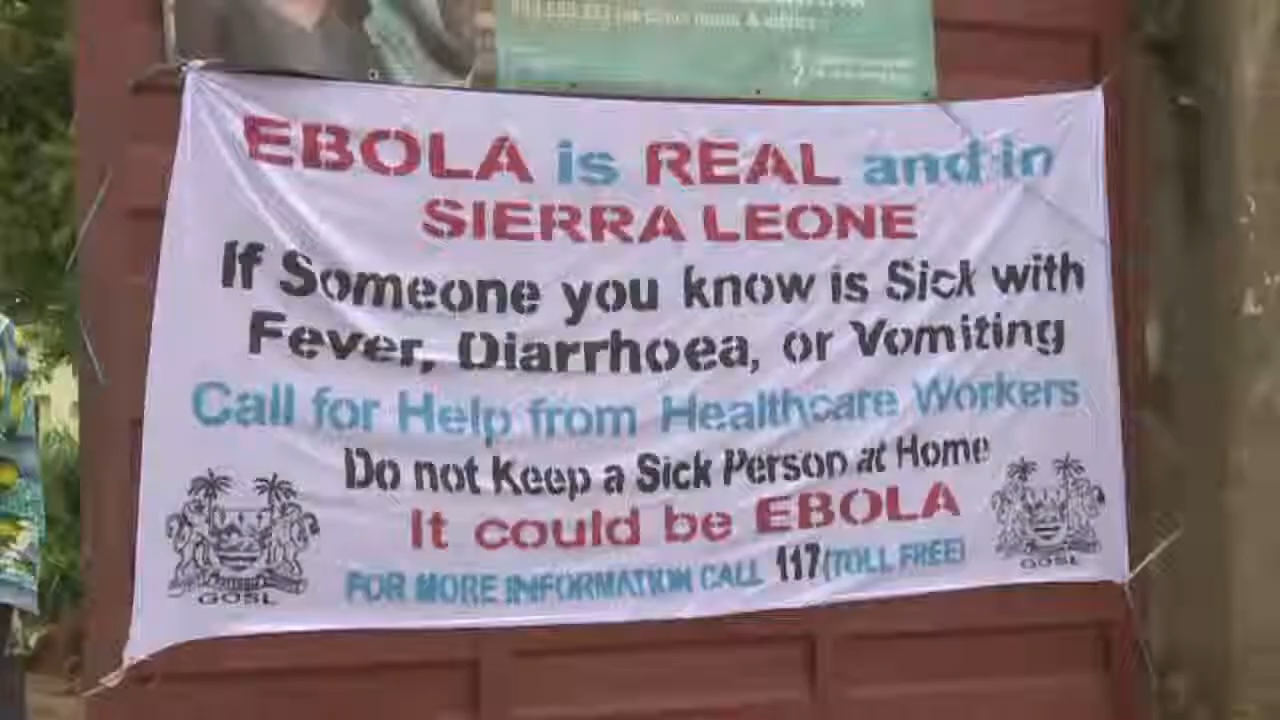 & office
EBOLA is REAL and in
SIERRA LEONE
If Someone you know is Sick with
Fever, Diarrhoea, or Vomiting
Call for Help from Healthcare Workers
Do not Keep a Sick Person at Home
It could be EBOLA
FOR MORE INFORMATION CALL 117 (TOLL FREE)
GOSL
GOSL